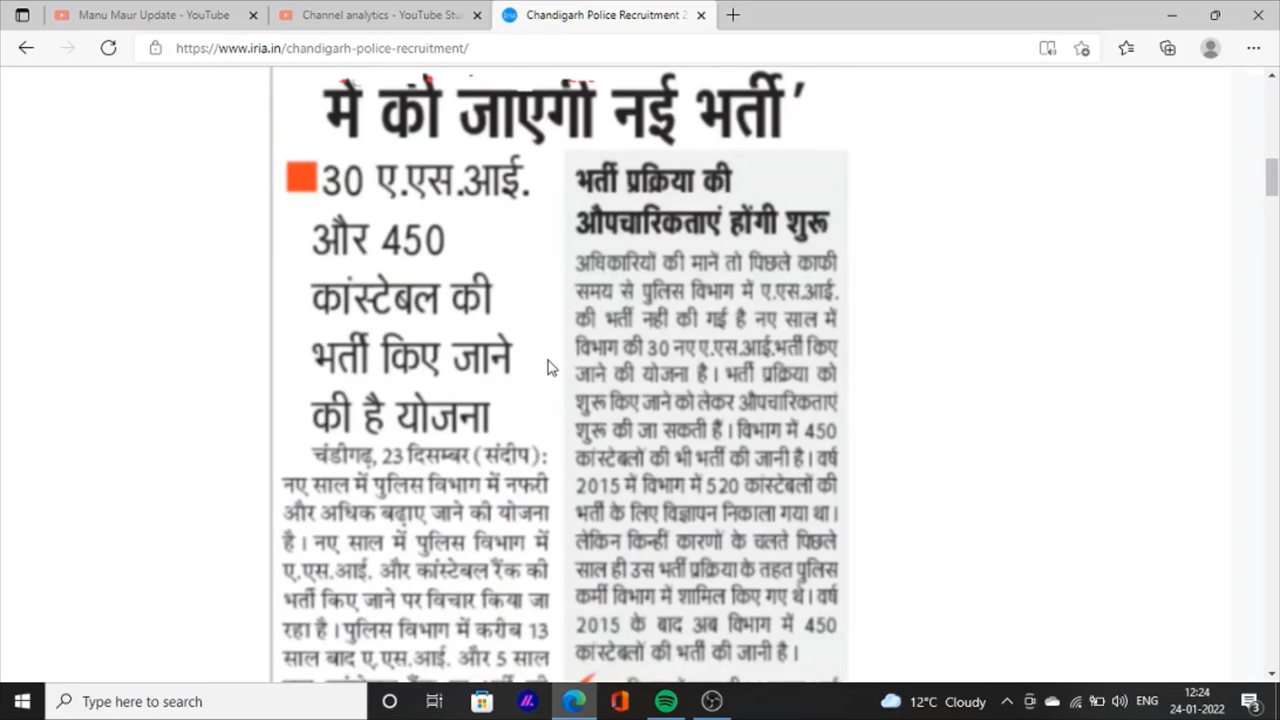 Manu Maur Update - YouTube
Channel analytics - YouTube Stu
Chandigarh Police Recruitment 2
https://www.iria.in/chandigarh-police-recruitment/
में की जाएगी नई भर्ती'
30 ए.एस.आई.
और 450
कांस्टेबल की
भर्ती किए जाने
की है योजना
चंडीगढ़, 23 दिसम्बर (संदीप):
नए साल में पुलिस विभाग में नफरी
और अधिक बढ़ाए जाने की योजना
है। नए साल में पुलिस विभाग में
ए.एस.आई. और कांस्टेबल रैंक की
भर्ती किए जाने पर विचार किया जा
रहा है। पुलिस विभाग में करीब 13
साल बाद ए.एस.आई. और 5 साल
भर्ती प्रक्रिया की
औपचारिकताएं होंगी शुरू
अधिकारियों की मानें तो पिछले काफी
समय से पुलिस विभाग में ए.एस.आई.
की भर्ती नहीं की गई है नए साल में
विभाग की 30 नए ए.एस.आई.भर्ती किए
जाने की योजना है। भर्ती प्रक्रिया को
शुरू किए जाने को लेकर औपचारिकताएं
शुरू की जा सकती हैं। विभाग में 450
कांस्टेबलों की भी भर्ती की जानी है। वर्ष
2015 में विभाग में 520 कांस्टेबलों की
भर्ती के लिए विज्ञापन निकाला गया था।
लेकिन किन्हीं कारणों के चलते पिछले
साल ही उस भर्ती प्रक्रिया के तहत पुलिस
कर्मी विभाग में शामिल किए गए थे। वर्ष
2015 के बाद अब विभाग में 450
कांस्टेबलों की भर्ती की जानी है।
Type here to search
12°C Cloudy
ENG
12:24
24-01-2022
3